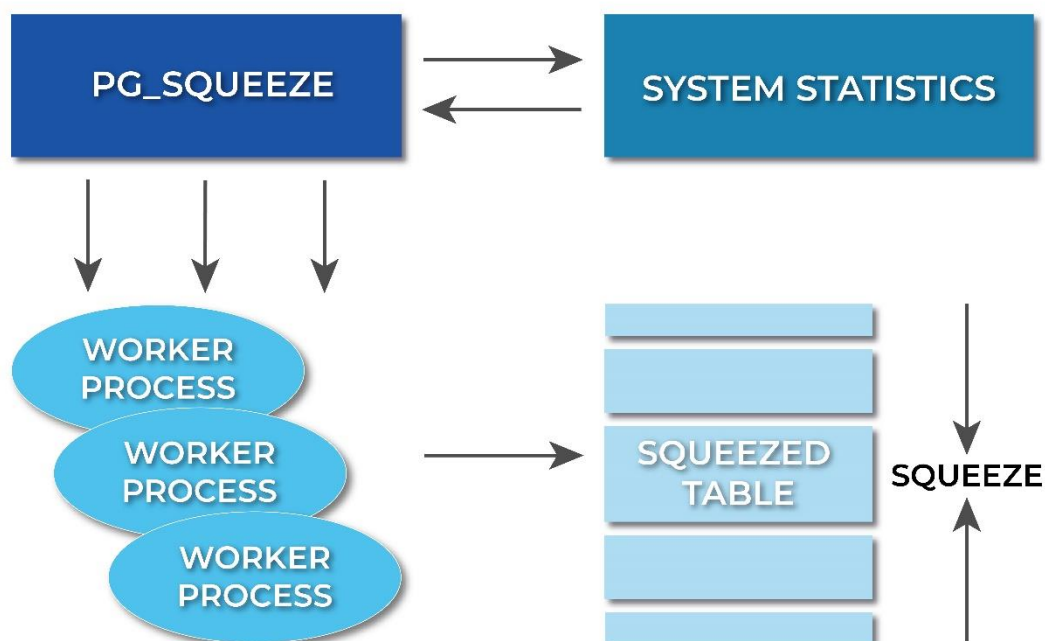 PG_SQUEEZE
SYSTEM STATISTICS
WORKER
PROCESS
WORKER
PROCESS
WORKER
PROCESS
SQUEEZED
TABLE
SQUEEZE